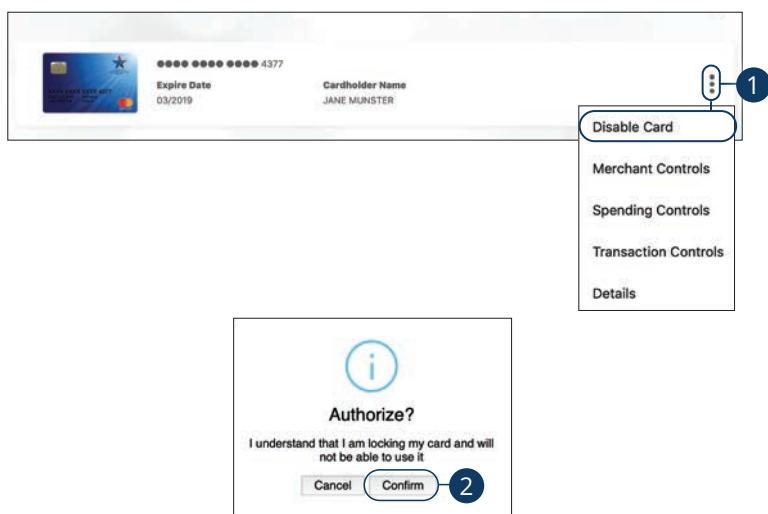 ●●●● ●●●● ●●●● 4377
Expire Date Cardholder Name
03/2019 JANE MUNSTER
1
Disable Card
Merchant Controls
Spending Controls
Transaction Controls
Details
Authorize?
I understand that I am locking my card and will
not be able to use it
Cancel Confirm 2